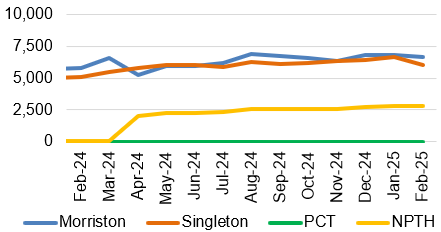 10,000
7,500
5,000
2,500
0
Feb-24 Mar-24 Apr-24 May-24 Jun-24 Jul-24 Aug-24 Sep-24 Oct-24 Nov-24 Dec-24 Jan-25 Feb-25
Morriston Singleton PCT NPTH